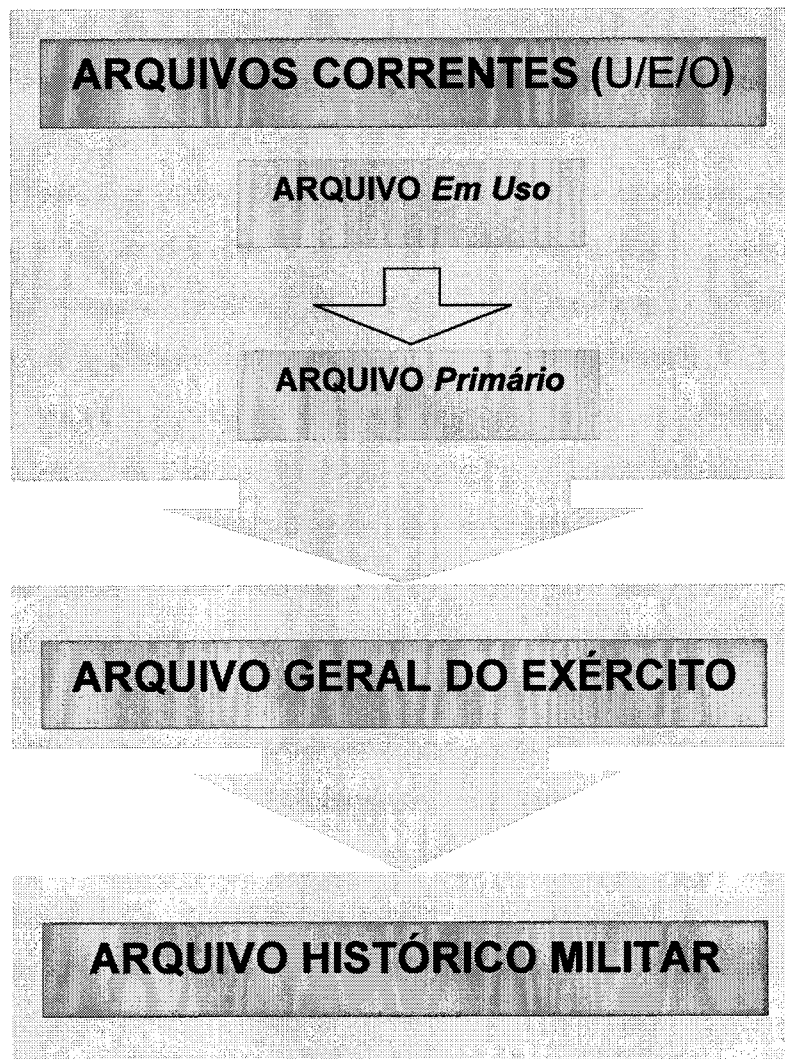 ARQUIVOS CORRENTES (U/E/O)
ARQUIVO Em Uso
ARQUIVO Primário
ARQUIVO GERAL DO EXÉRCITO
ARQUIVO HISTÓRICO MILITAR